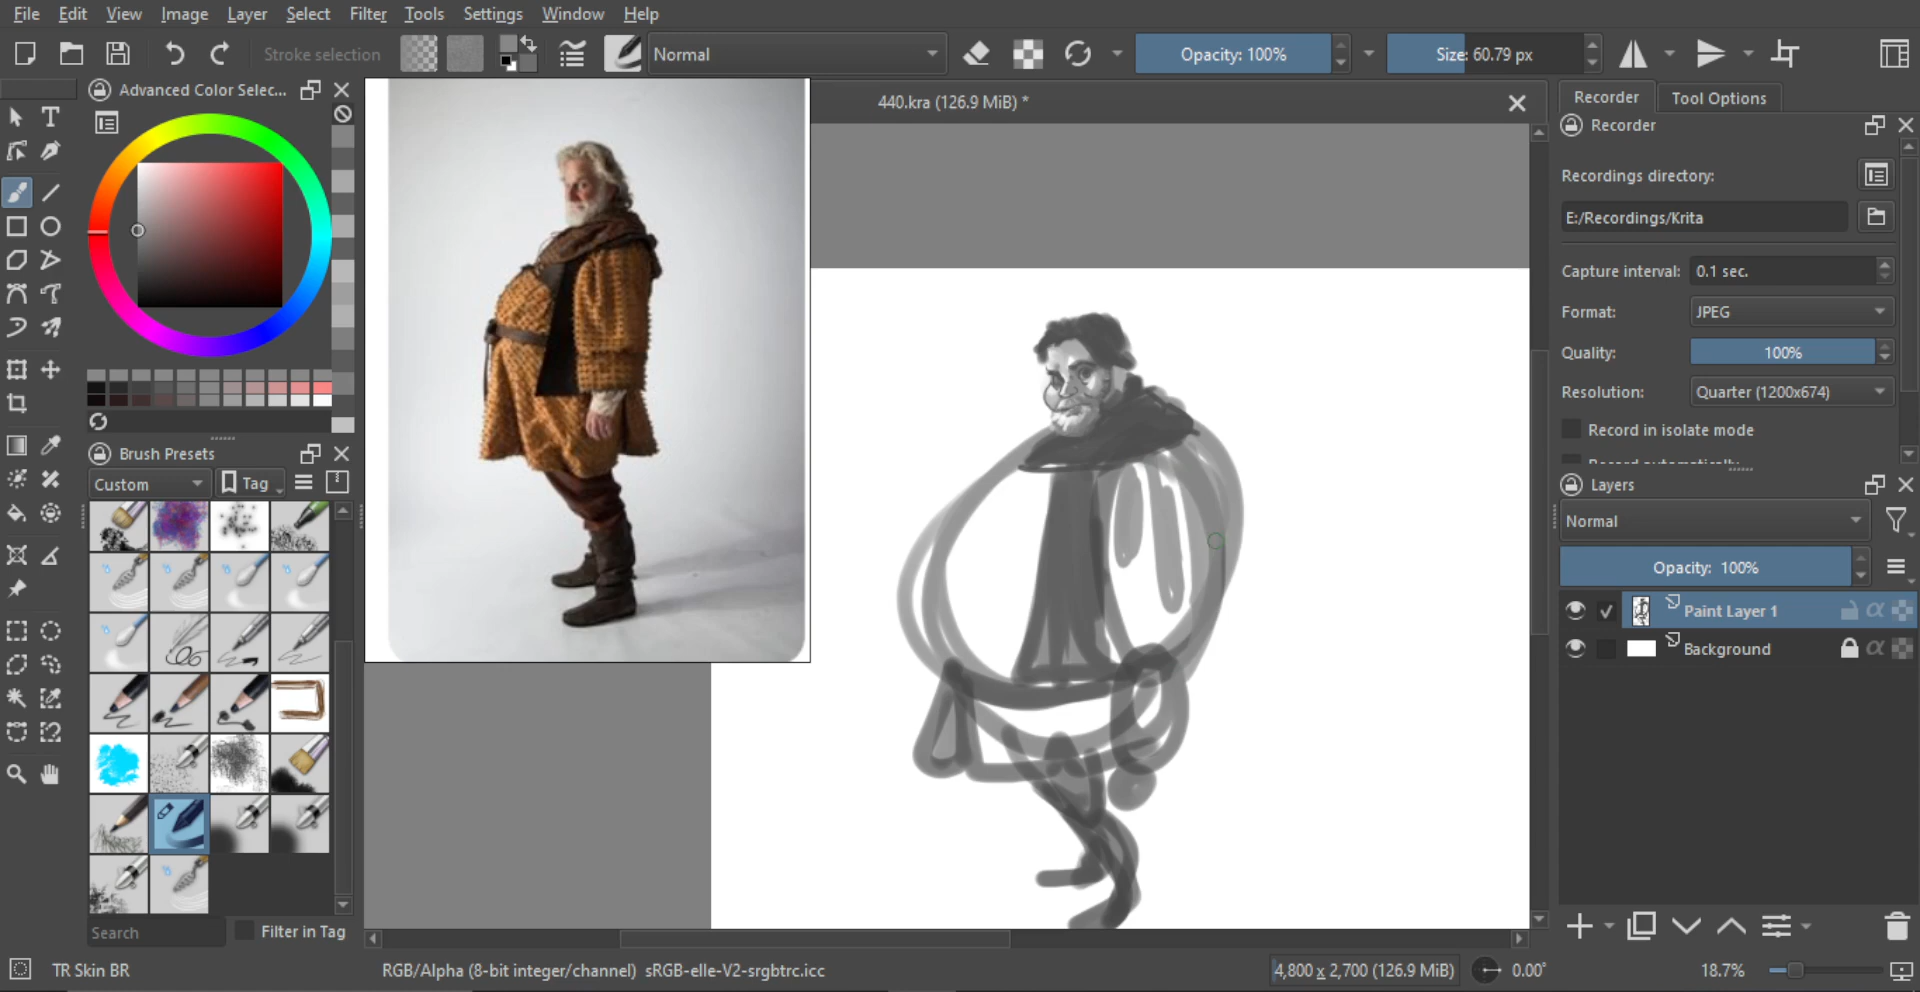 File Edit View Image Layer Select Filter Tools Settings Window Help
Stroke selection Normal Opacity: 100% Size: 60.79 px
Advanced Color Selec...
440.kra (126.9 MiB) *
Recorder Tool Options
Recorder
Recordings directory:
E:/Recordings/Krita
Capture interval: 0.1 sec.
Format: JPEG
Quality: 100%
Resolution: Quarter (1200x674)
Record in isolate mode
Record automatically
Brush Presets
Custom Tag
Layers
Normal
Opacity: 100%
Paint Layer 1
Background
Search Filter in Tag
TR Skin BR
RGB/Alpha (8-bit integer/channel) sRGB-elle-V2-srgbtrc.icc
4,800 x 2,700 (126.9 MiB) 0.00° 18.7%